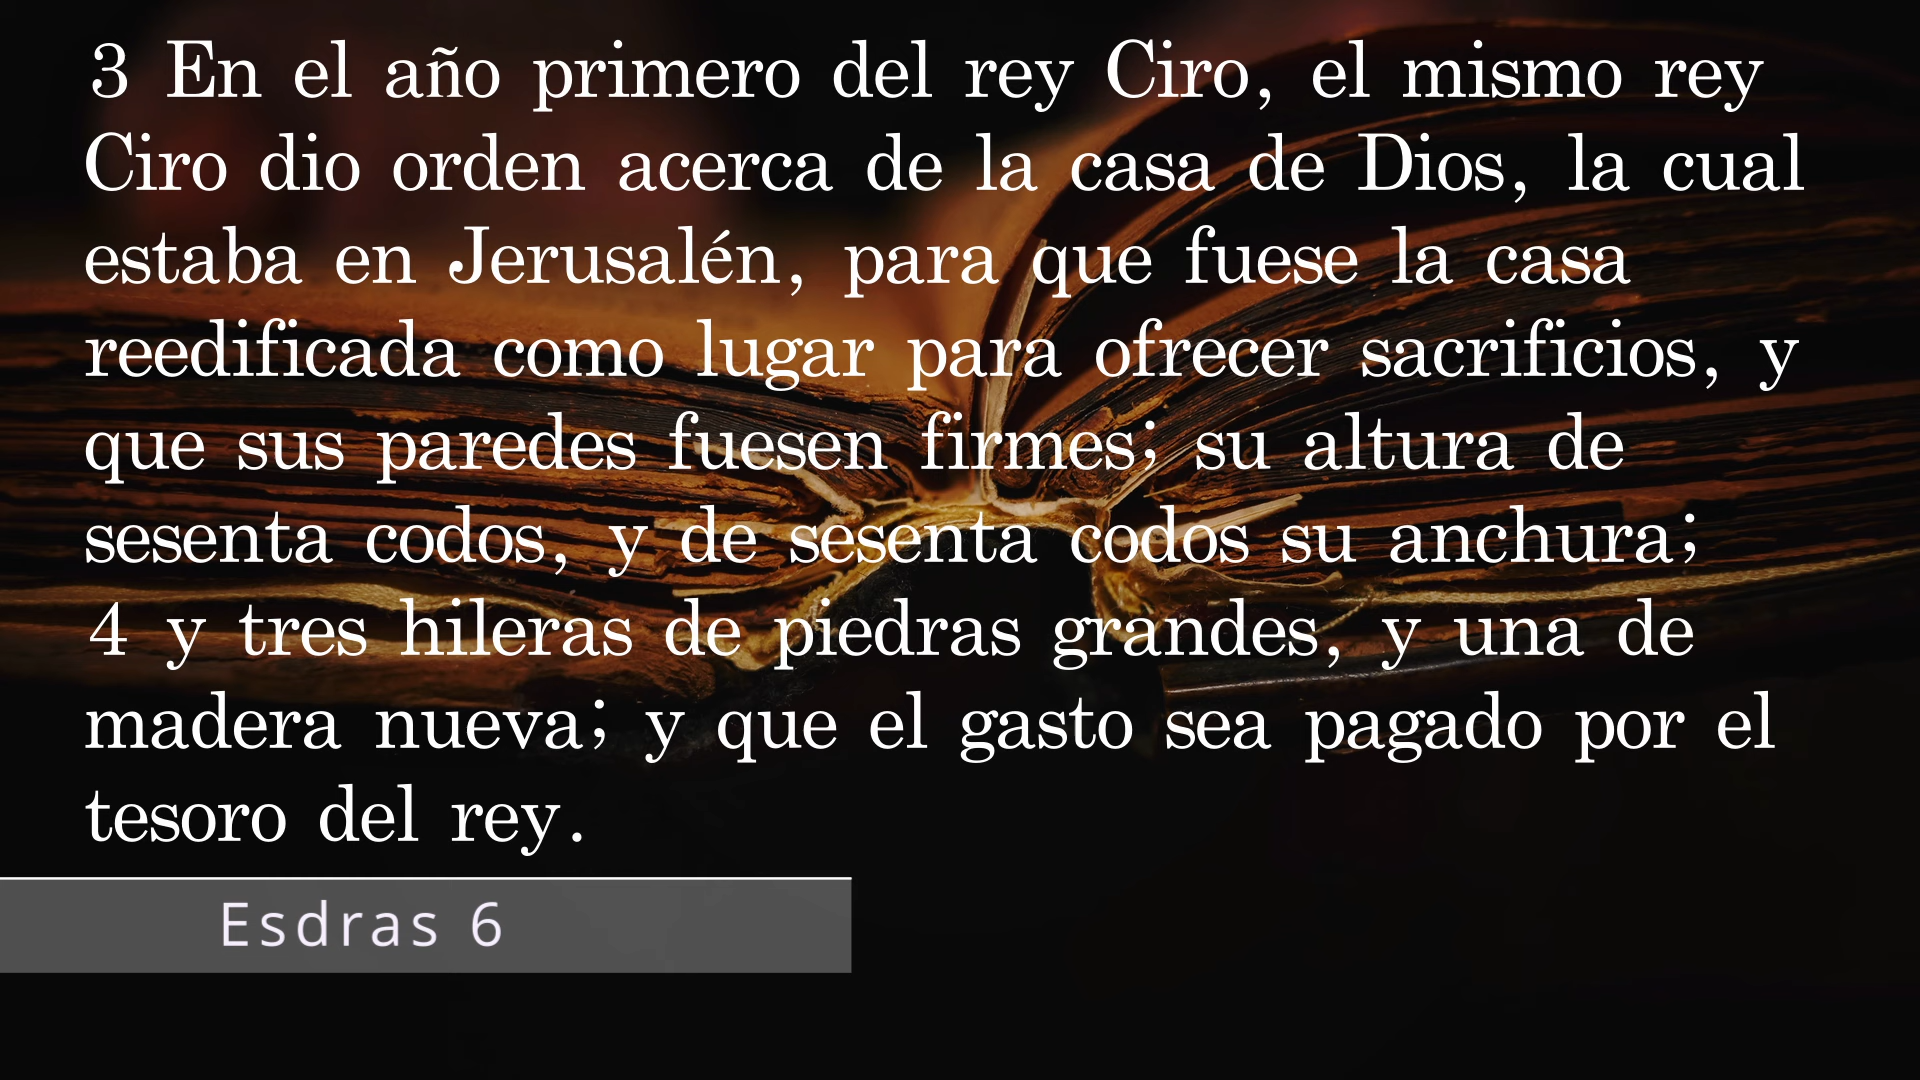 3 En el año primero del rey Ciro, el mismo rey
Ciro dio orden acerca de la casa de Dios, la cual
estaba en Jerusalén, para que fuese la casa
reedificada como lugar para ofrecer sacrificios, y
que sus paredes fuesen firmes; su altura de
sesenta codos, y de sesenta codos su anchura;
4 y tres hileras de piedras grandes, y una de
madera nueva; y que el gasto sea pagado por el
tesoro del rey.
Esdras 6